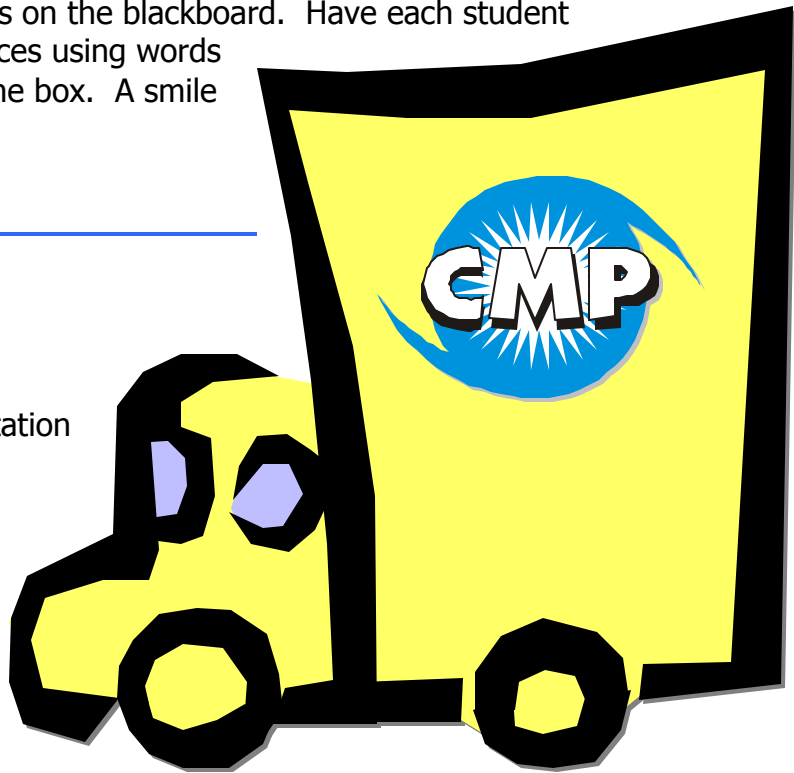 s on the blackboard.  Have each student
ces using words
ne box.  A smile
CMP
ation